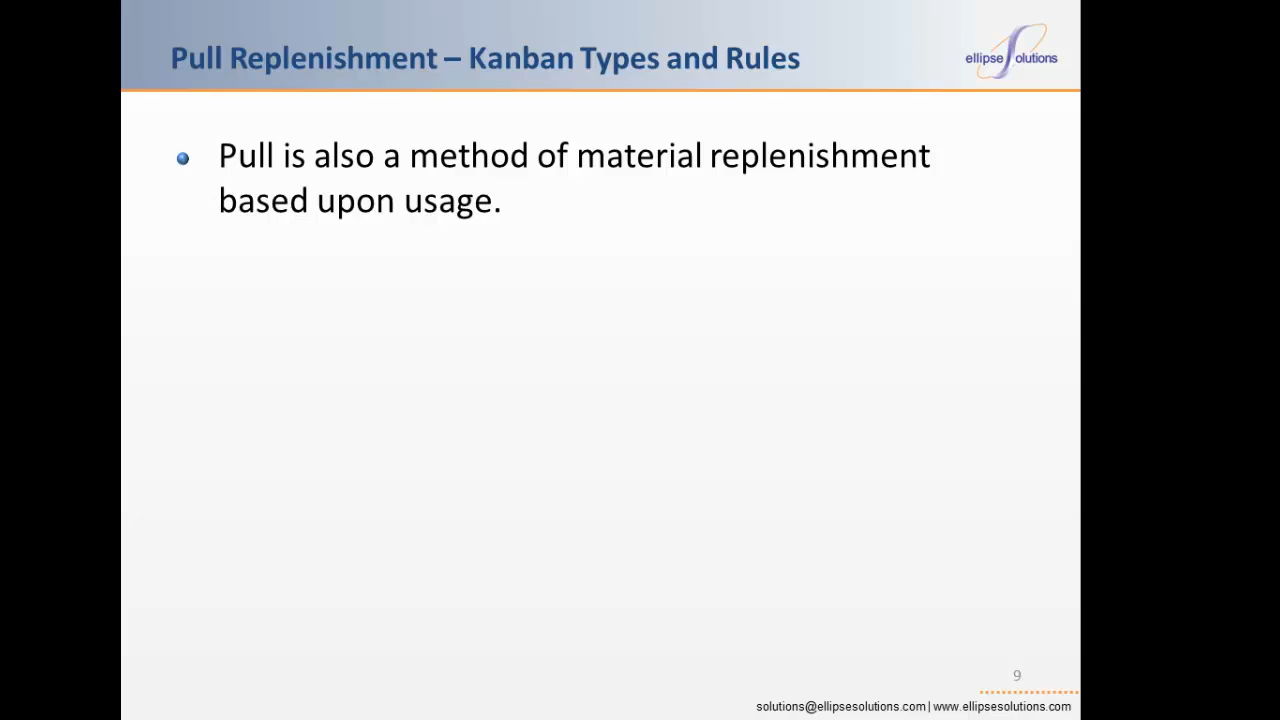 Pull Replenishment – Kanban Types and Rules
ellipse Solutions
Pull is also a method of material replenishment
based upon usage.
9
solutions@ellipsesolutions.com | www.ellipsesolutions.com